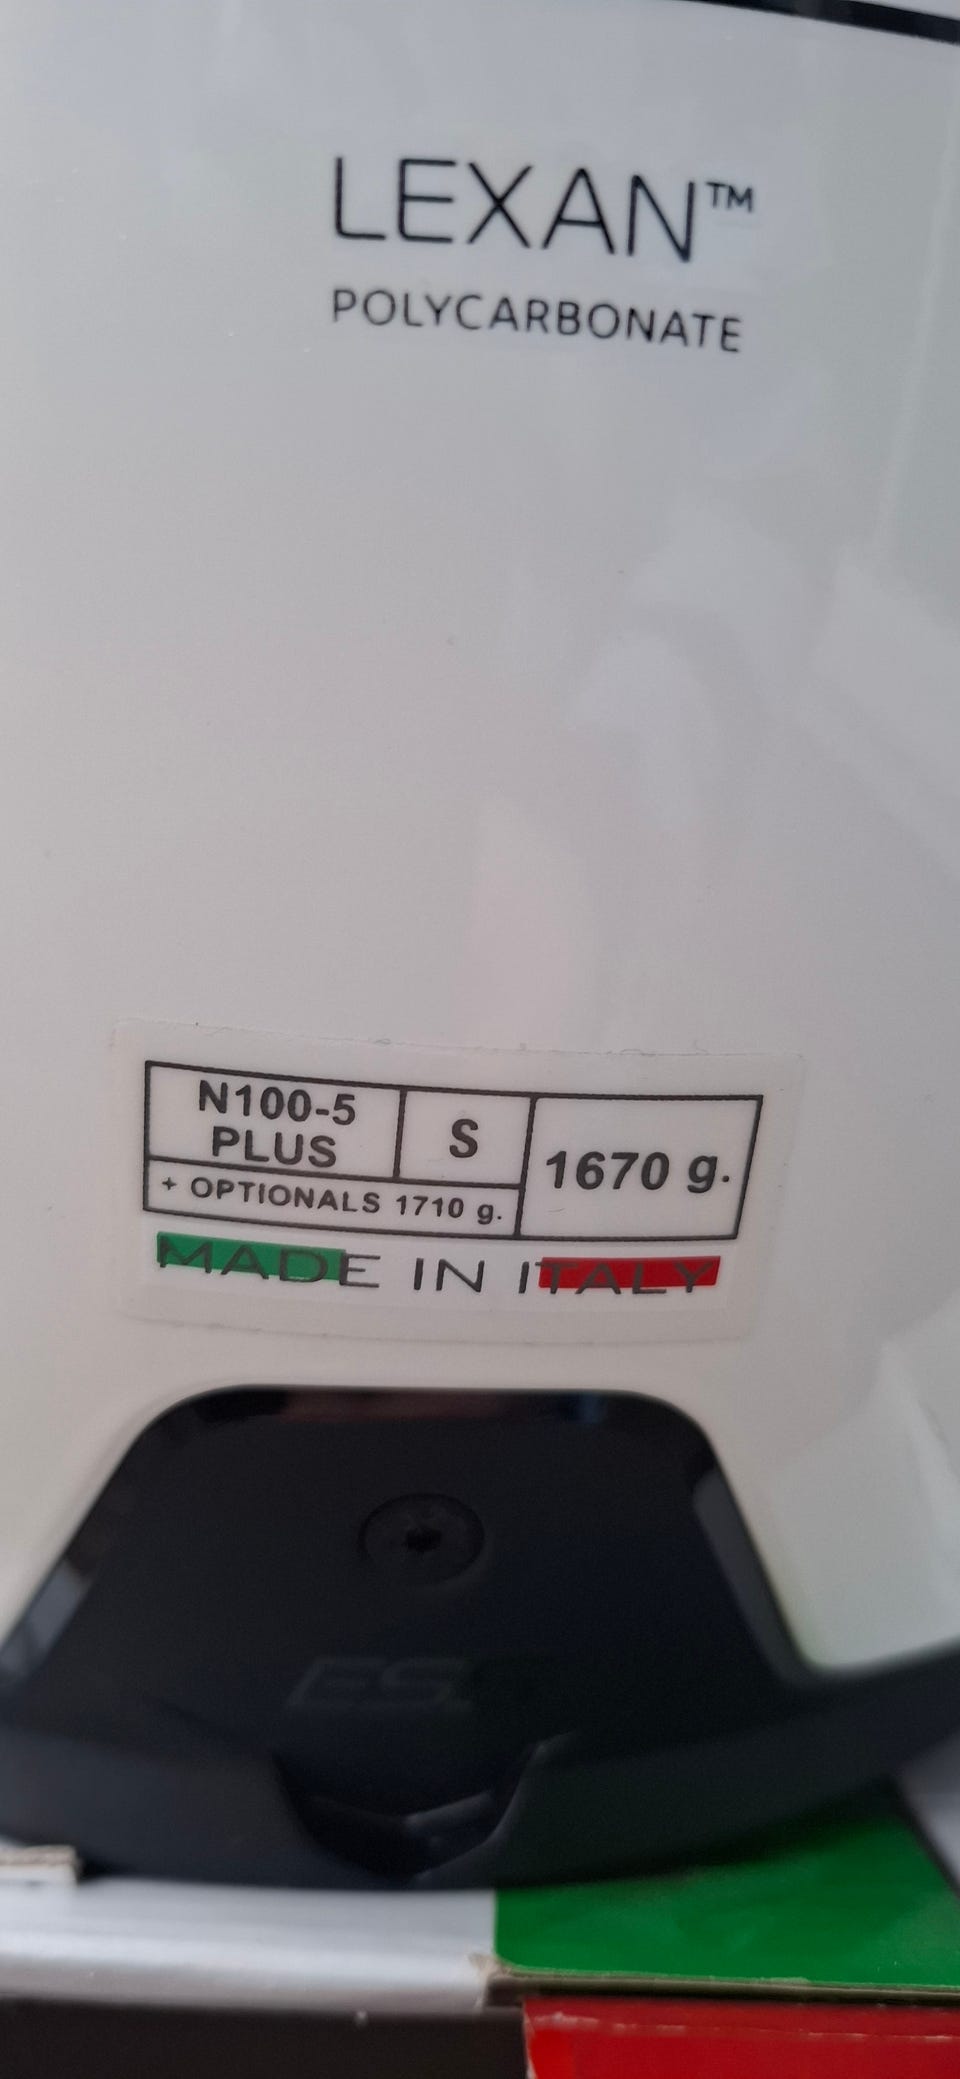 LEXAN™
POLYCARBONATE
N100-5
PLUS
S
1670 g.
+ OPTIONALS 1710 g.
MADE IN ITALY